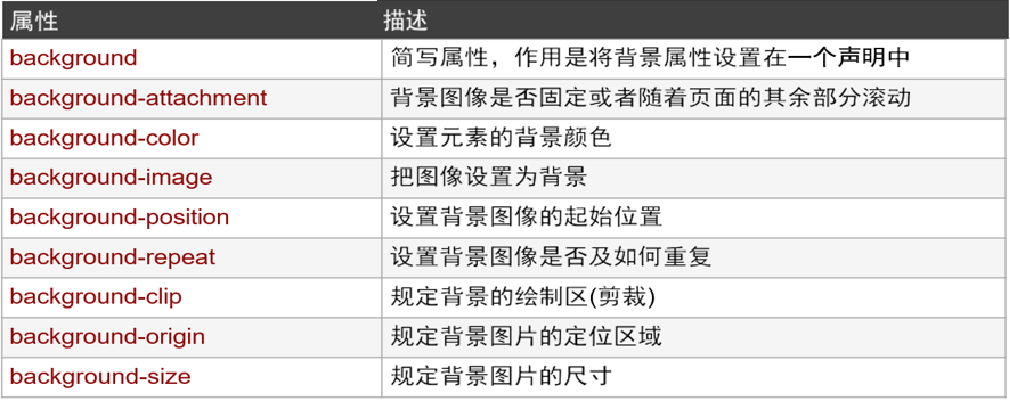 属性 描述
background 简写属性，作用是将背景属性设置在一个声明中
background-attachment 背景图像是否固定或者随着页面的其余部分滚动
background-color 设置元素的背景颜色
background-image 把图像设置为背景
background-position 设置背景图像的起始位置
background-repeat 设置背景图像是否及如何重复
background-clip 规定背景的绘制区(剪裁)
background-origin 规定背景图片的定位区域
background-size 规定背景图片的尺寸